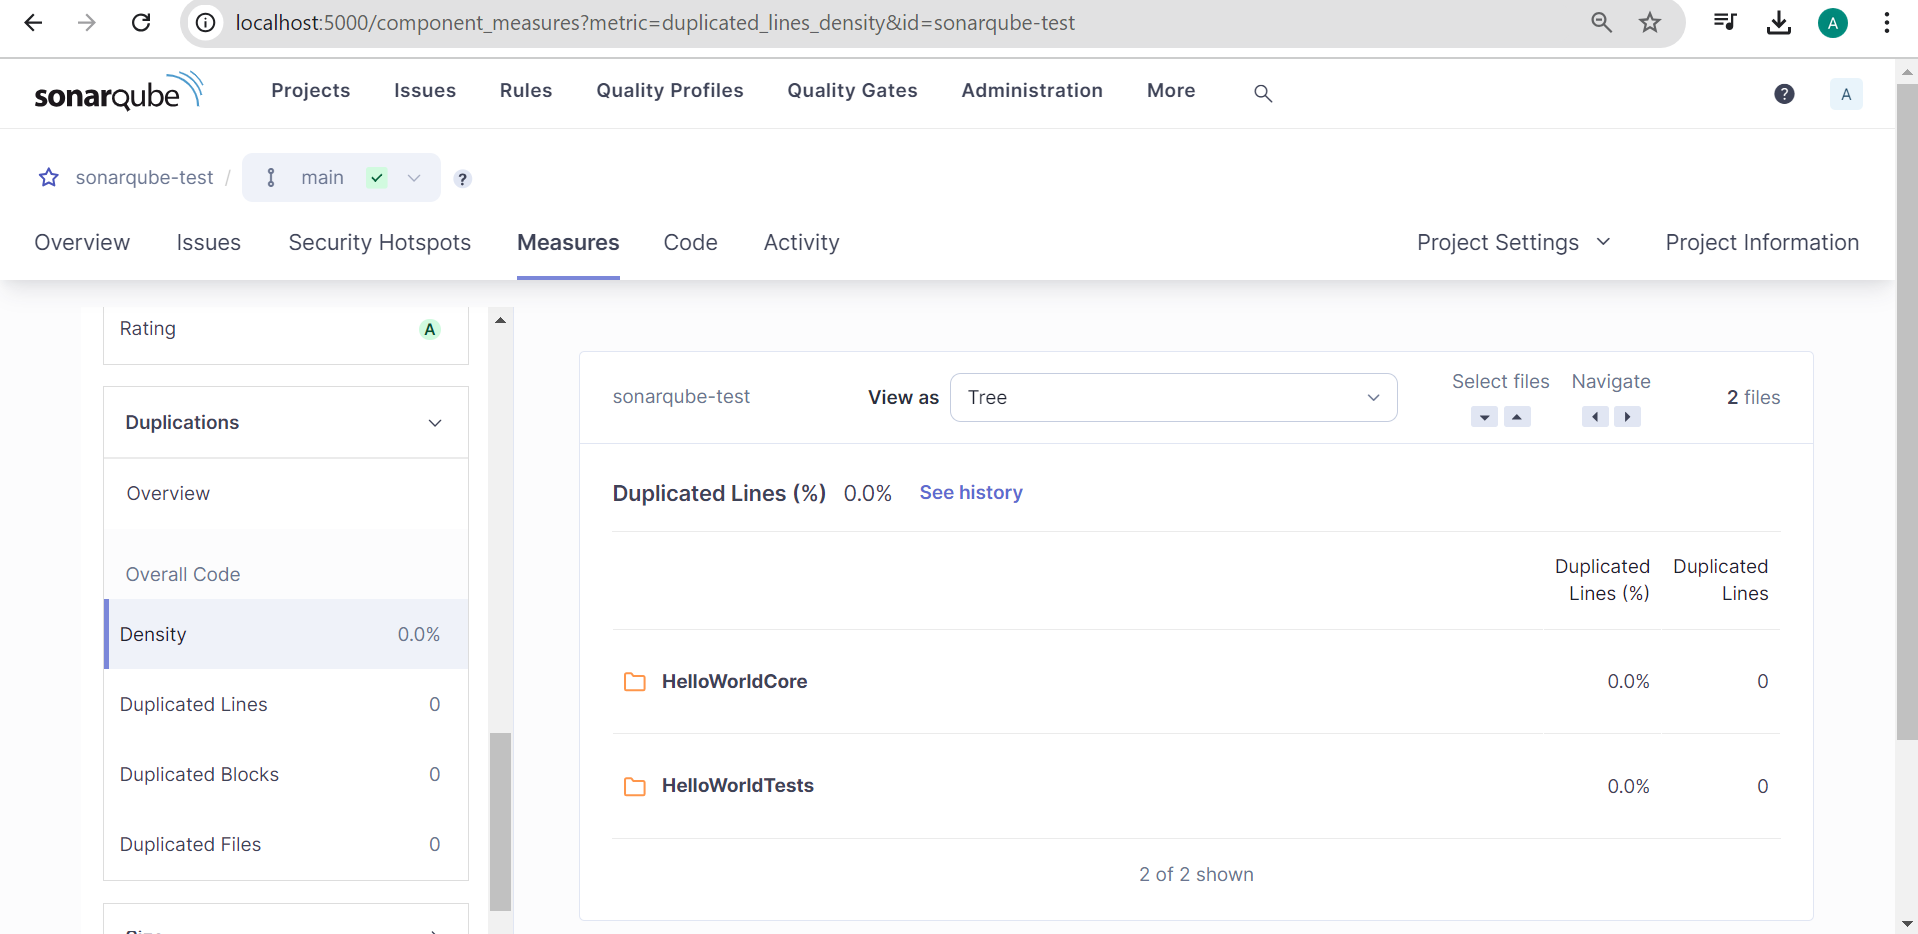 localhost:5000/component_measures?metric=duplicated_lines_density&id=sonarqube-test
A
sonarqube
Projects Issues Rules Quality Profiles Quality Gates Administration More
? A
sonarqube-test / main ?
Overview Issues Security Hotspots Measures Code Activity Project Settings Project Information
Rating A
Duplications
Overview
Overall Code
Density 0.0%
Duplicated Lines 0
Duplicated Blocks 0
Duplicated Files 0
Size
sonarqube-test View as Tree Select files Navigate 2 files
Duplicated Lines (%) 0.0% See history
Duplicated Lines (%) Duplicated Lines
HelloWorldCore 0.0% 0
HelloWorldTests 0.0% 0
2 of 2 shown